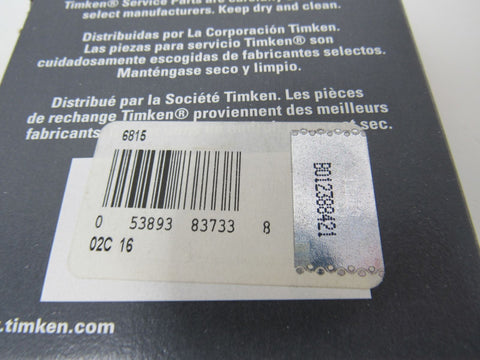 Timken® Service Parts are carefully
select manufacturers. Keep dry and clean.
Distribuidas por La Corporación Timken.
Las piezas para servicio Timken® son
cuidadosamente escogidas de fabricantes selectos.
Manténgase seco y limpio.
Distribué par la Société Timken. Les pièces
de rechange Timken® proviennent des meilleurs
fabricants et sec.
6815
0 53893 83733 8
02C 16
B012388421
.timken.com